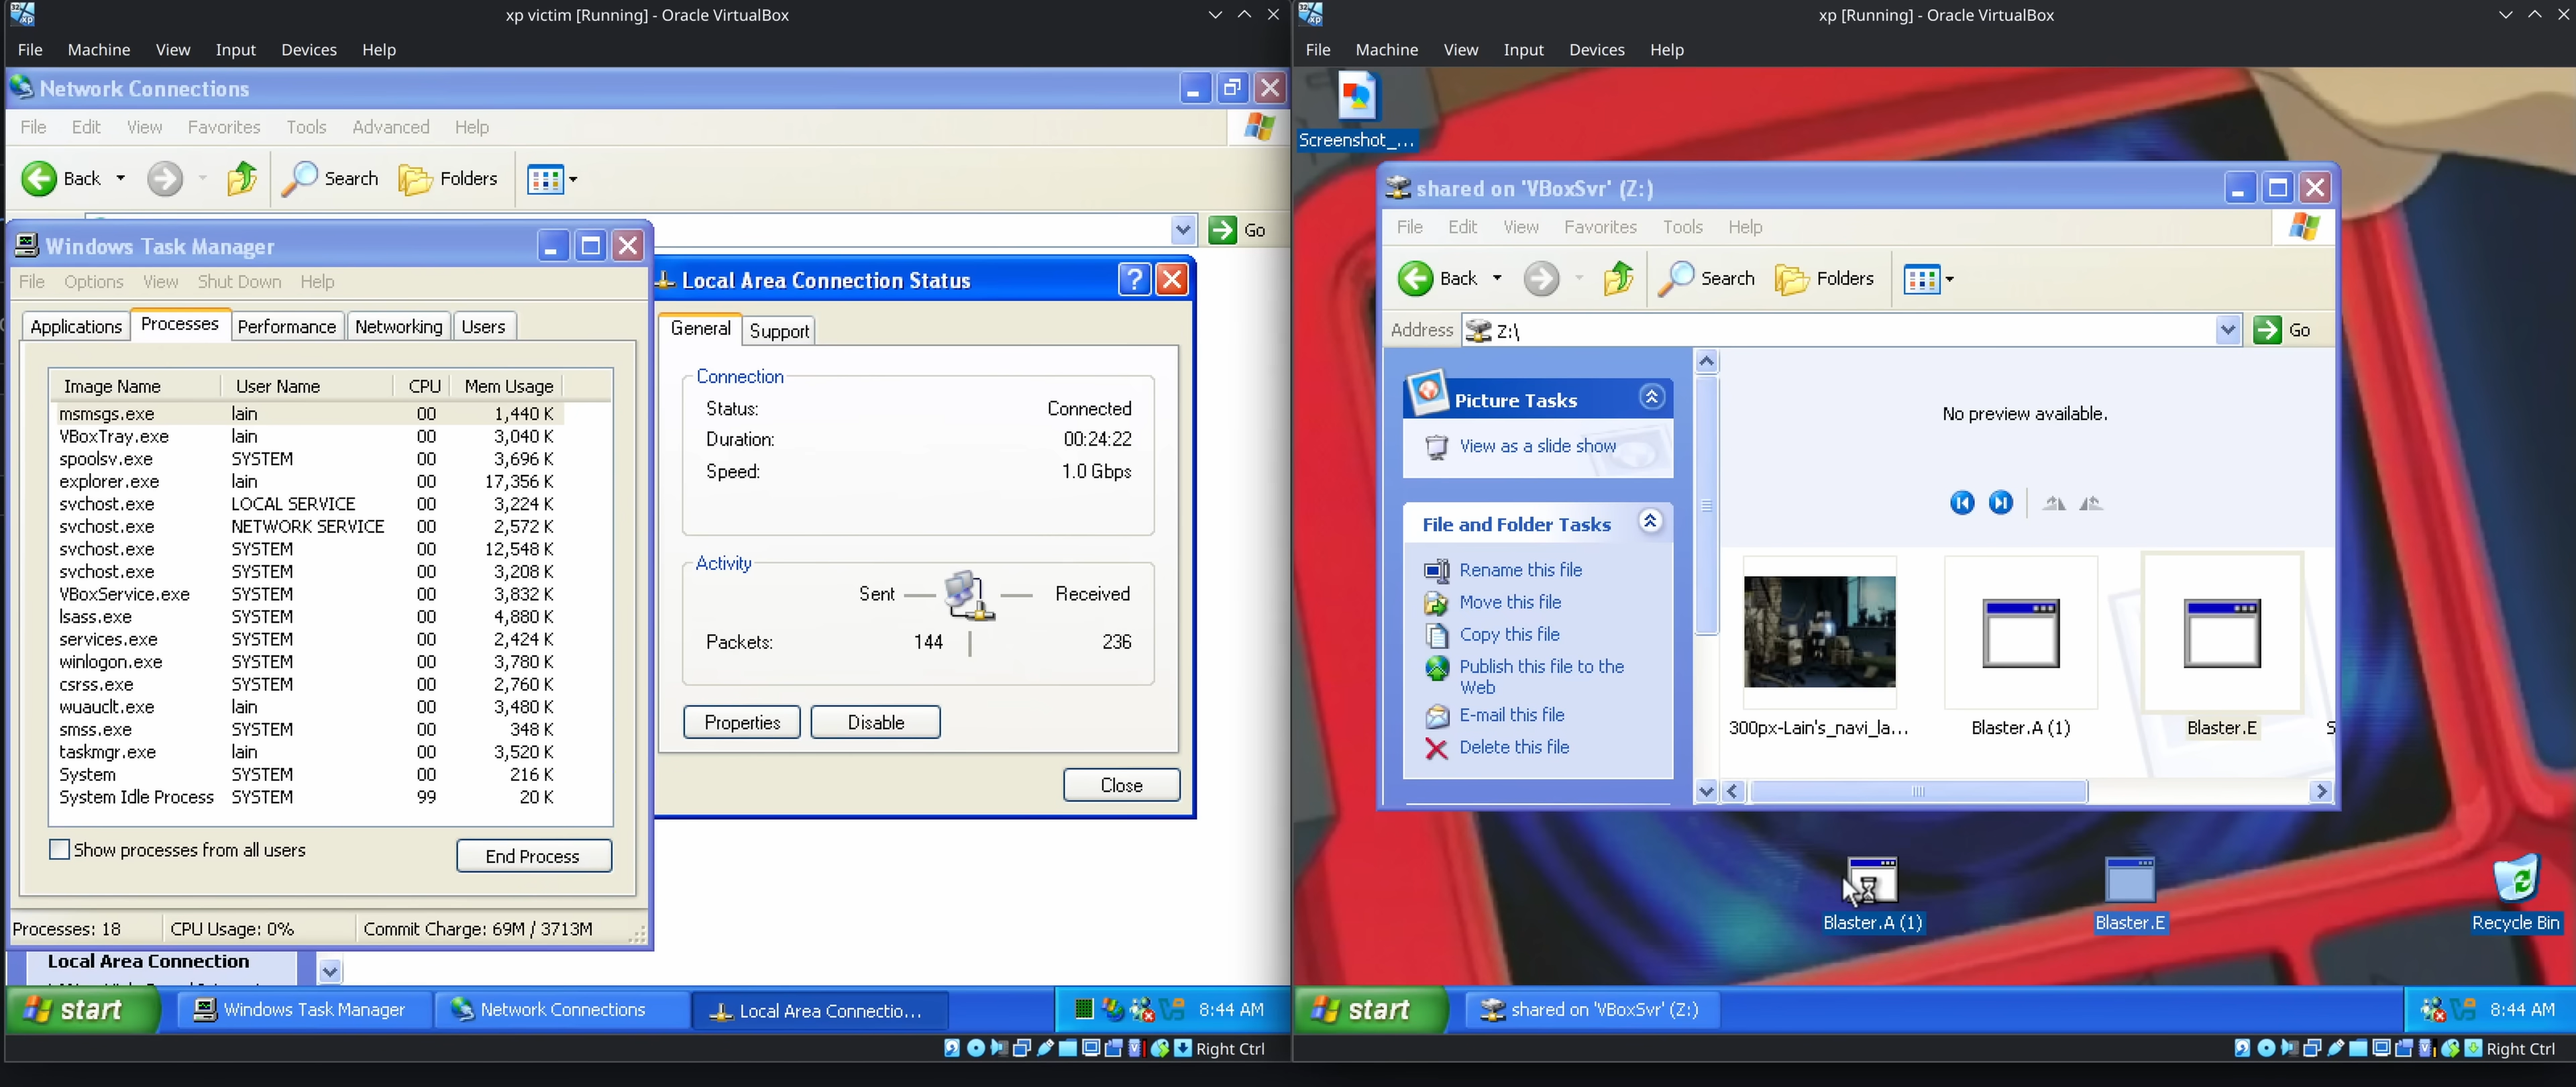 xp victim [Running] - Oracle VirtualBox
File Machine View Input Devices Help
Network Connections
File Edit View Favorites Tools Advanced Help
Back Search Folders
Go
Windows Task Manager
File Options View Shut Down Help
Applications Processes Performance Networking Users
Image Name User Name CPU Mem Usage
msmsgs.exe lain 00 1,440 K
VBoxTray.exe lain 00 3,040 K
spoolsv.exe SYSTEM 00 3,696 K
explorer.exe lain 00 17,356 K
svchost.exe LOCAL SERVICE 00 3,224 K
svchost.exe NETWORK SERVICE 00 2,572 K
svchost.exe SYSTEM 00 12,548 K
svchost.exe SYSTEM 00 3,208 K
VBoxService.exe SYSTEM 00 3,832 K
lsass.exe SYSTEM 00 4,880 K
services.exe SYSTEM 00 2,424 K
winlogon.exe SYSTEM 00 3,780 K
csrss.exe SYSTEM 00 2,760 K
wuauclt.exe lain 00 3,480 K
smss.exe SYSTEM 00 348 K
taskmgr.exe lain 00 3,520 K
System SYSTEM 00 216 K
System Idle Process SYSTEM 99 20 K
Show processes from all users
End Process
Processes: 18 CPU Usage: 0% Commit Charge: 69M / 3713M
Local Area Connection Status
General Support
Connection
Status: Connected
Duration: 00:24:22
Speed: 1.0 Gbps
Activity
Sent Received
Packets: 144 236
Properties Disable
Close
Local Area Connection
start Windows Task Manager Network Connections Local Area Connectio... 8:44 AM
Right Ctrl
xp [Running] - Oracle VirtualBox
File Machine View Input Devices Help
Screenshot_...
shared on 'VBoxSvr' (Z:)
File Edit View Favorites Tools Help
Back Search Folders
Address Z:\ Go
Picture Tasks
View as a slide show
File and Folder Tasks
Rename this file
Move this file
Copy this file
Publish this file to the
Web
E-mail this file
Delete this file
No preview available.
300px-Lain's_navi_la... Blaster.A (1) Blaster.E S
Blaster.A (1) Blaster.E Recycle Bin
start shared on 'VBoxSvr' (Z:) 8:44 AM
Right Ctrl